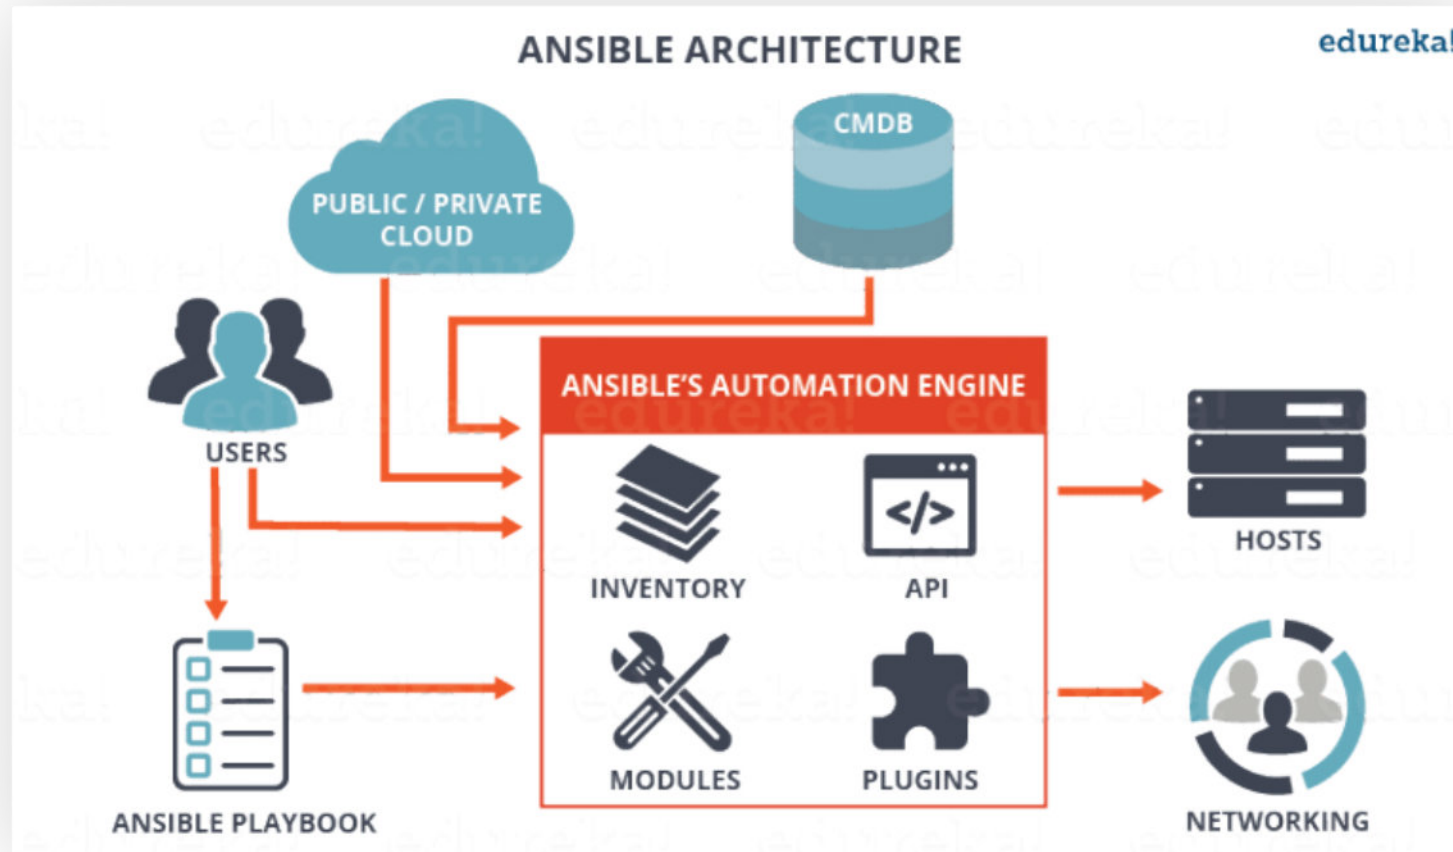 ANSIBLE ARCHITECTURE
edureka!
CMDB
PUBLIC / PRIVATE
CLOUD
USERS
ANSIBLE'S AUTOMATION ENGINE
INVENTORY
API
</>
HOSTS
MODULES
PLUGINS
ANSIBLE PLAYBOOK
NETWORKING